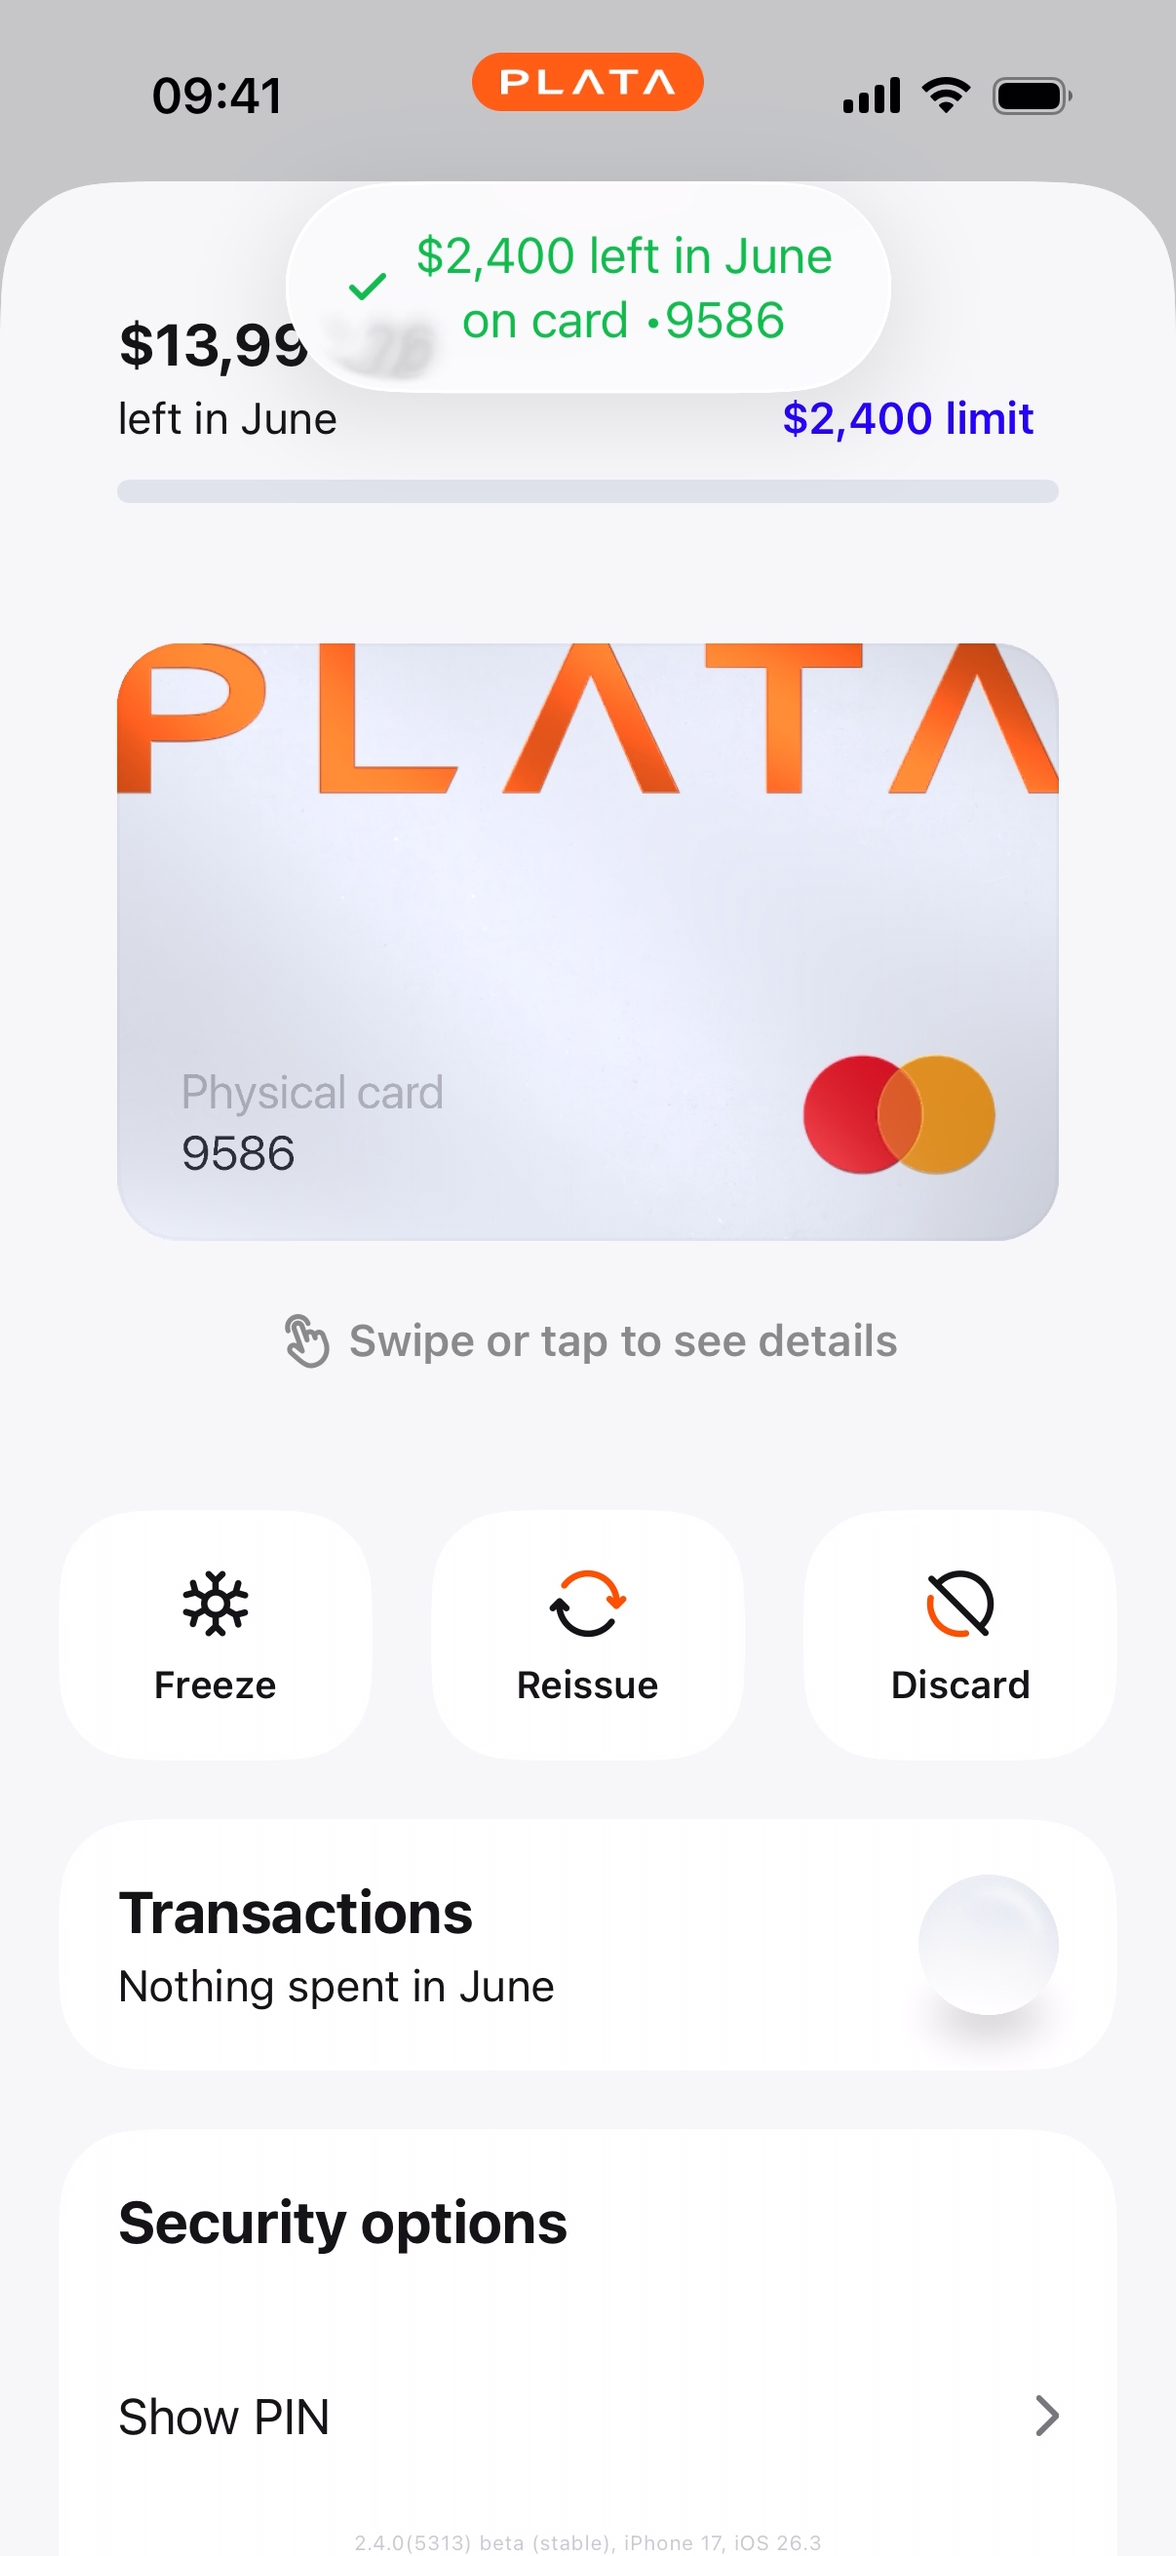 09:41
PLATA
$2,400 left in June
on card •9586
$13,99
left in June
$2,400 limit
PLATA
Physical card
9586
Swipe or tap to see details
Freeze
Reissue
Discard
Transactions
Nothing spent in June
Security options
Show PIN
2.4.0(5313) beta (stable), iPhone 17, iOS 26.3